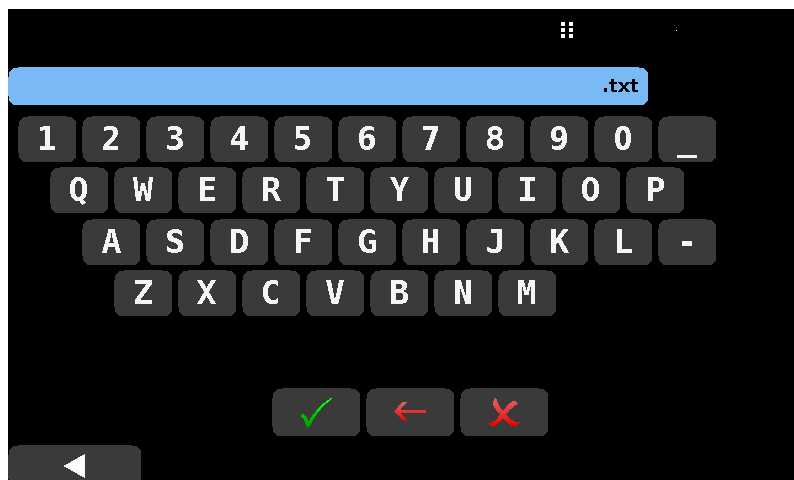 .txt
1 2 3 4 5 6 7 8 9 0 _
Q W E R T Y U I O P
A S D F G H J K L -
Z X C V B N M